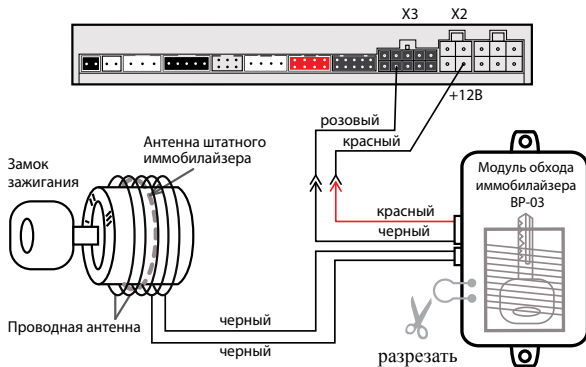 X3
X2
+12В
розовый
красный
Антенна штатного
иммобилайзера
Замок
зажигания
Модуль обхода
иммобилайзера
ВР-03
красный
черный
Проводная антенна
черный
черный
разрезать